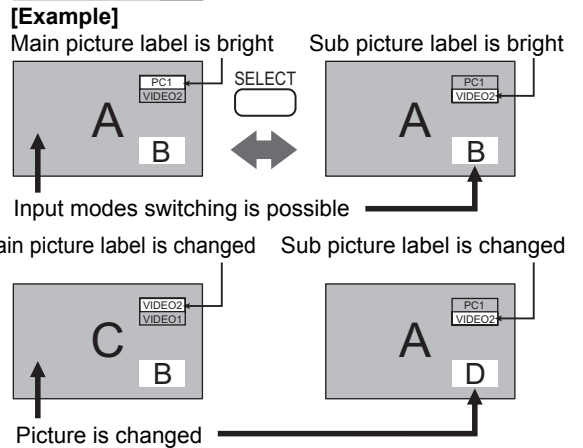 [Example]
Main picture label is bright
Sub picture label is bright
PC1
VIDEO2
A
B
SELECT
PC1
VIDEO2
A
B
Input modes switching is possible
ain picture label is changed
Sub picture label is changed
VIDEO2
VIDEO1
C
B
PC1
VIDEO2
A
D
Picture is changed